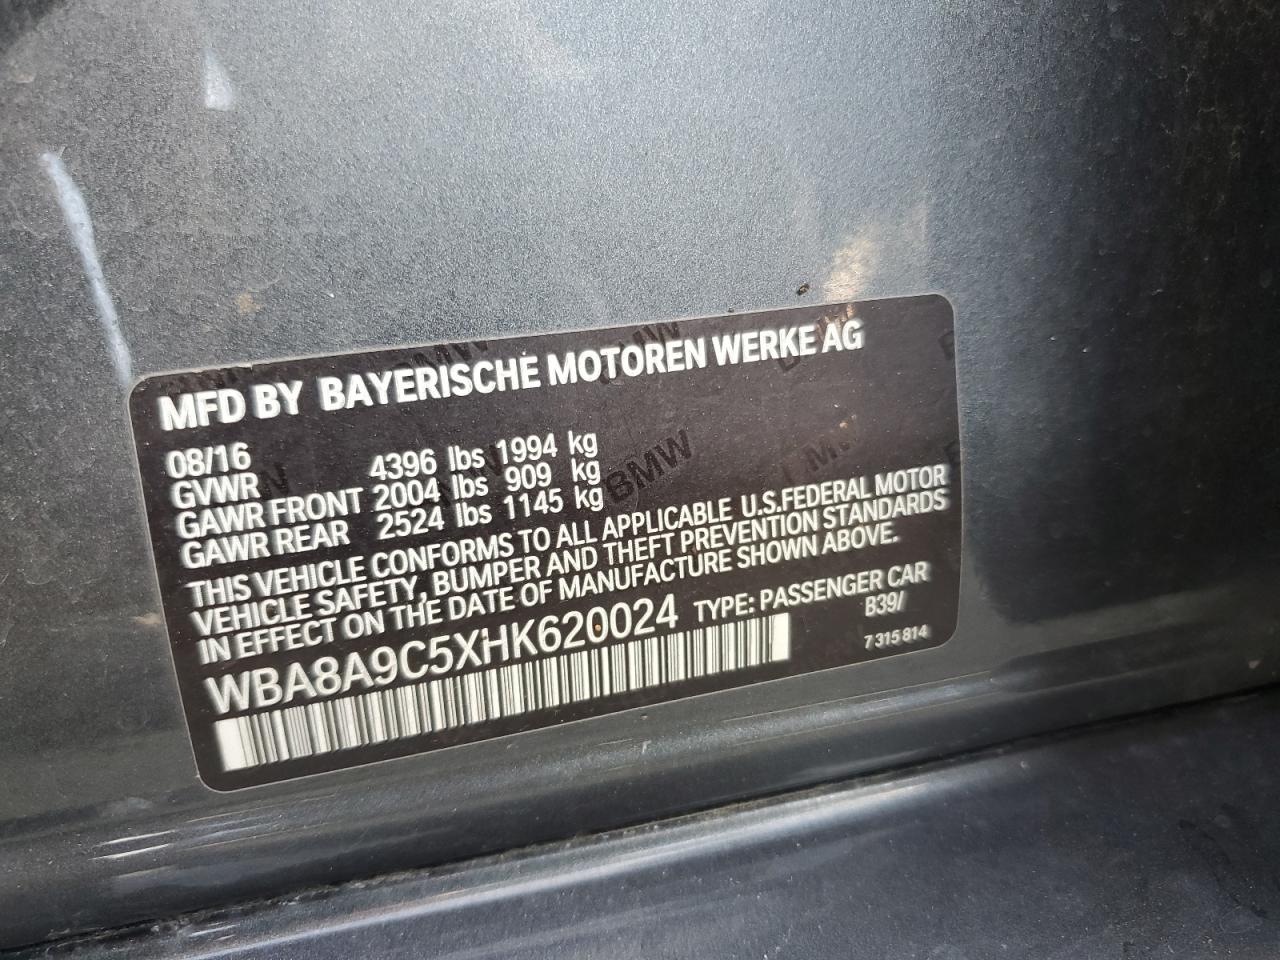 MFD BY BAYERISCHE MOTOREN WERKE AG
08/16
GVWR 4396 lbs 1994 kg
GAWR FRONT 2004 lbs 909 kg
GAWR REAR 2524 lbs 1145 kg
THIS VEHICLE CONFORMS TO ALL APPLICABLE U.S.FEDERAL MOTOR
VEHICLE SAFETY, BUMPER AND THEFT PREVENTION STANDARDS
IN EFFECT ON THE DATE OF MANUFACTURE SHOWN ABOVE.
WBA8A9C5XHK620024 TYPE: PASSENGER CAR
B39/
7 315 814
BMW